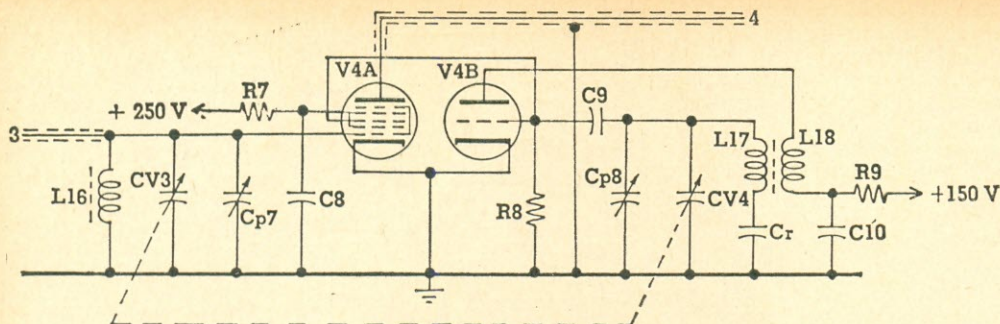 4
V4A
V4B
R7
C9
+ 250 V
L17
L18
3
R9
CV3
Cp8
+150 V
L16
Cp7
C8
R8
CV4
Cr
C10